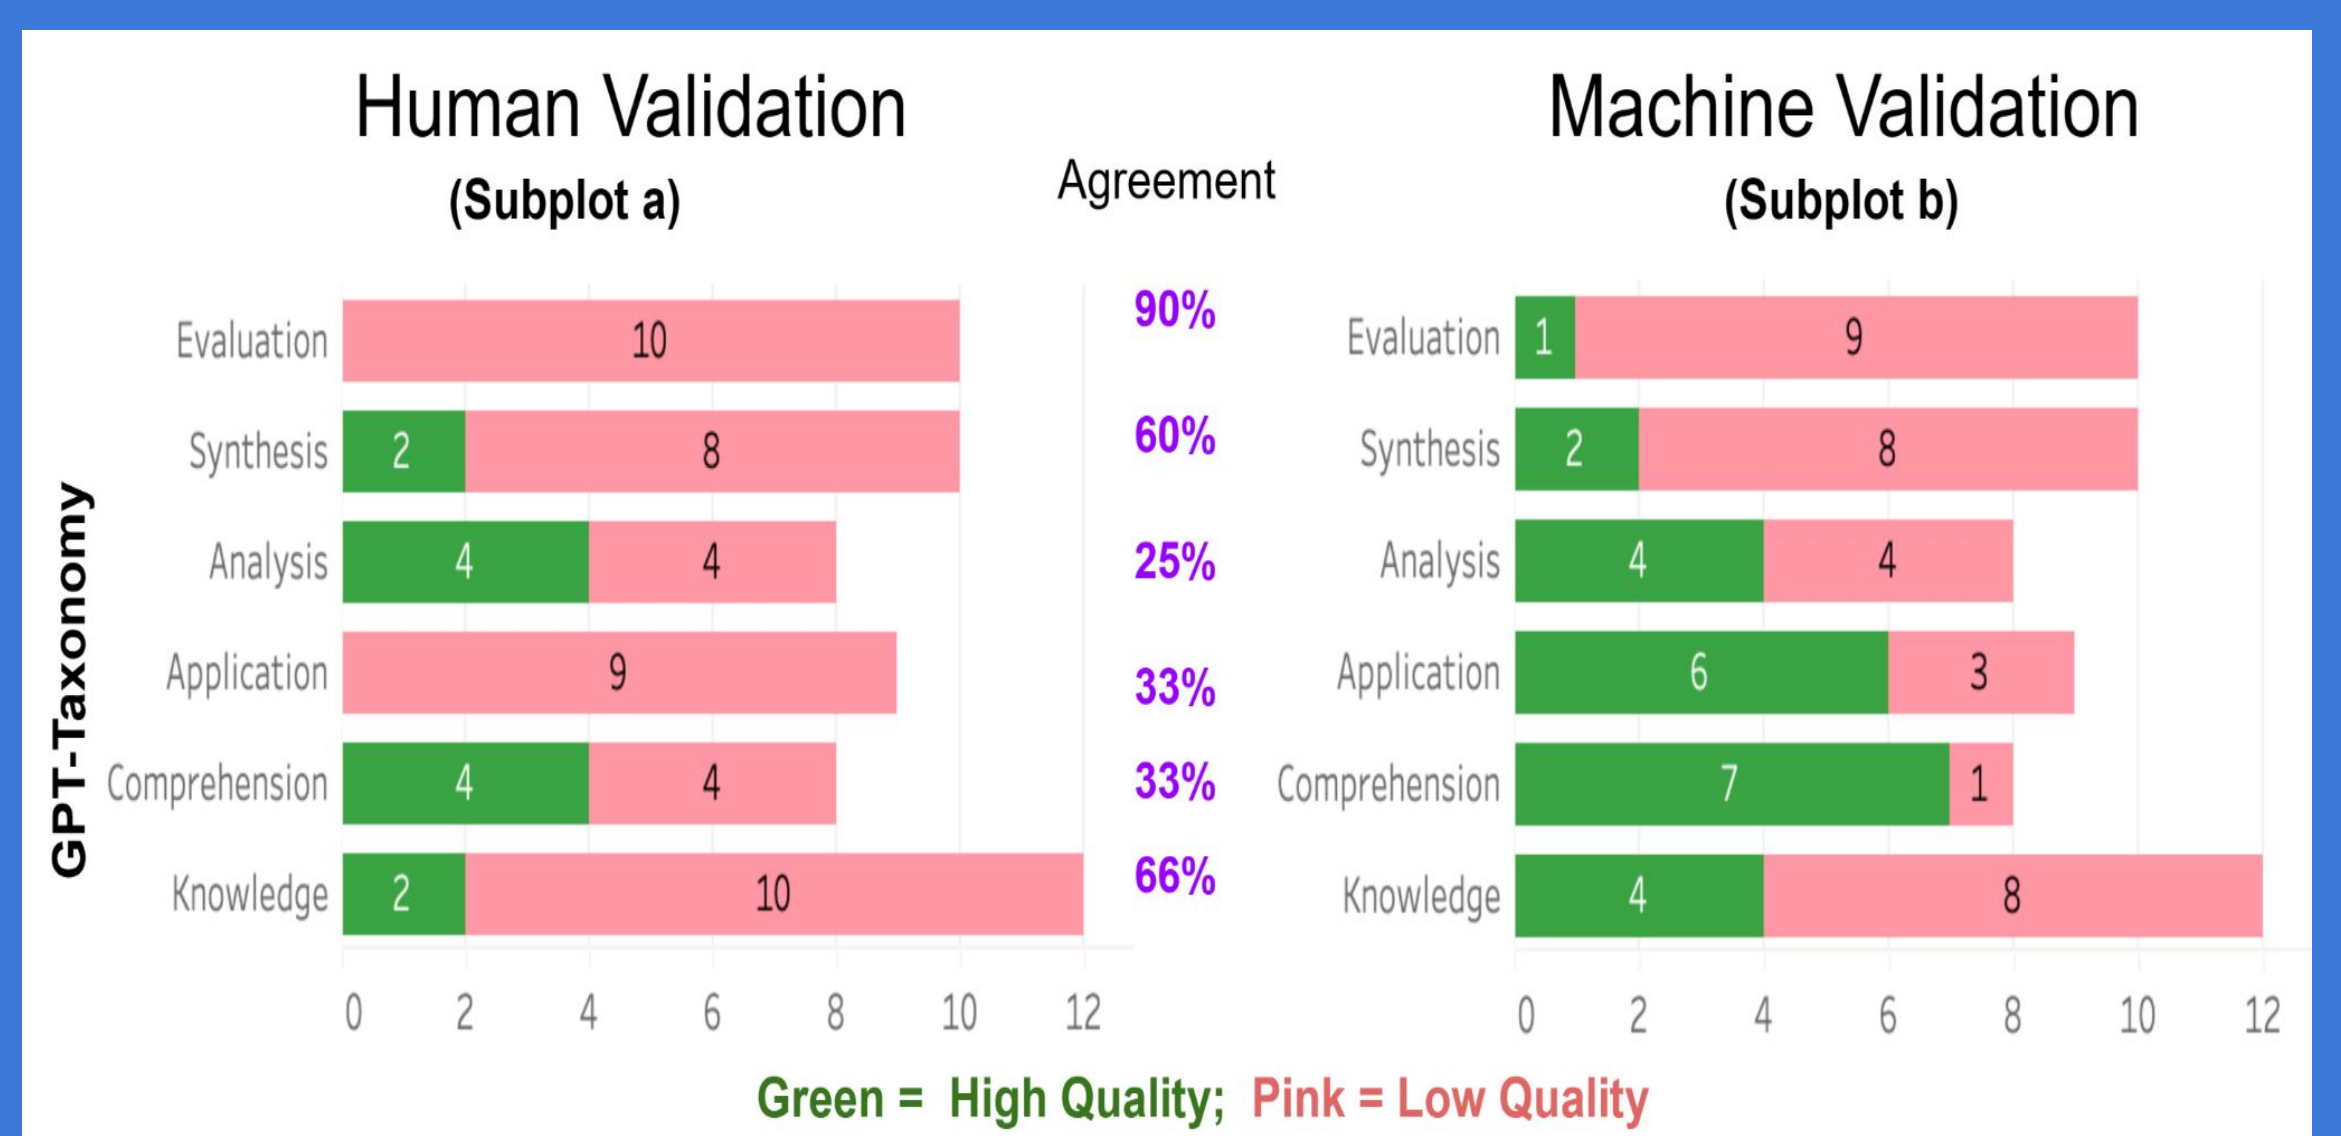 Human Validation
(Subplot a)
Agreement
Machine Validation
(Subplot b)
GPT-Taxonomy
Evaluation 10
Synthesis 2 8
Analysis 4 4
Application 9
Comprehension 4 4
Knowledge 2 10
0 2 4 6 8 10 12
90%
60%
25%
33%
33%
66%
Evaluation 1 9
Synthesis 2 8
Analysis 4 4
Application 6 3
Comprehension 7 1
Knowledge 4 8
0 2 4 6 8 10 12
Green = High Quality; Pink = Low Quality